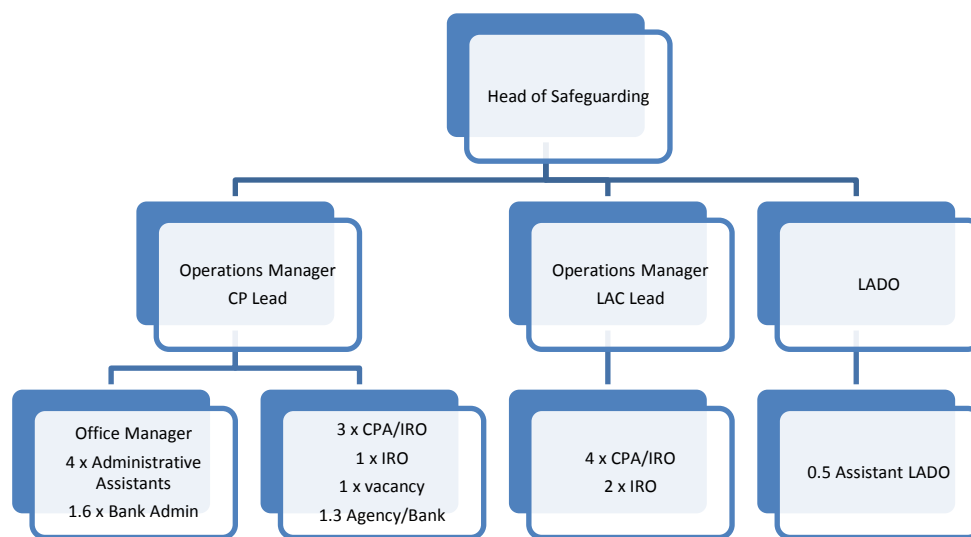 Head of Safeguarding
Operations Manager
CP Lead
Operations Manager
LAC Lead
LADO
Office Manager
4 x Administrative
Assistants
1.6 x Bank Admin
3 x CPA/IRO
1 x IRO
1 x vacancy
1.3 Agency/Bank
4 x CPA/IRO
2 x IRO
0.5 Assistant LADO